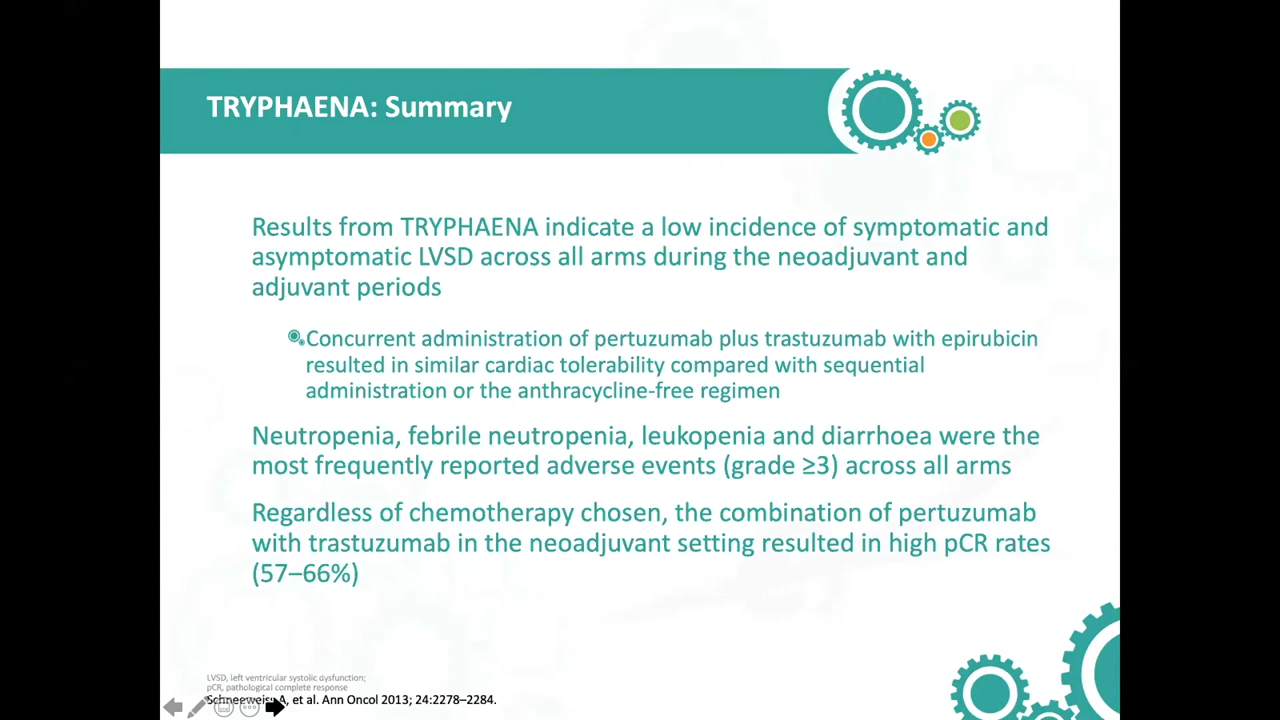 TRYPHAENA: Summary
Results from TRYPHAENA indicate a low incidence of symptomatic and
asymptomatic LVSD across all arms during the neoadjuvant and
adjuvant periods
Concurrent administration of pertuzumab plus trastuzumab with epirubicin
resulted in similar cardiac tolerability compared with sequential
administration or the anthracycline-free regimen
Neutropenia, febrile neutropenia, leukopenia and diarrhoea were the
most frequently reported adverse events (grade ≥3) across all arms
Regardless of chemotherapy chosen, the combination of pertuzumab
with trastuzumab in the neoadjuvant setting resulted in high pCR rates
(57–66%)
LVSD, left ventricular systolic dysfunction;
pCR, pathological complete response
Schneeweiss A, et al. Ann Oncol 2013; 24:2278–2284.